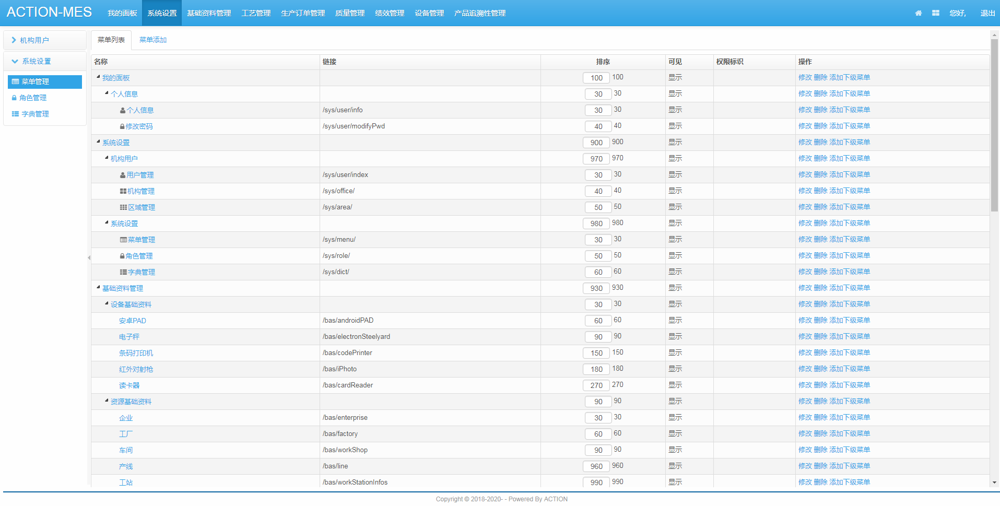 ACTION-MES 我的面板 系统设置 基础资料管理 工艺管理 生产订单管理 质量管理 绩效管理 设备管理 产品追溯性管理 您好, 退出
机构用户
系统设置
菜单管理
角色管理
字典管理
菜单列表 菜单添加
名称 链接 排序 可见 权限标识 操作
我的面板 100 100 显示 修改 删除 添加下级菜单
个人信息 30 30 显示 修改 删除 添加下级菜单
个人信息 /sys/user/info 30 30 显示 修改 删除 添加下级菜单
修改密码 /sys/user/modifyPwd 40 40 显示 修改 删除 添加下级菜单
系统设置 900 900 显示 修改 删除 添加下级菜单
机构用户 970 970 显示 修改 删除 添加下级菜单
用户管理 /sys/user/index 30 30 显示 修改 删除 添加下级菜单
机构管理 /sys/office/ 40 40 显示 修改 删除 添加下级菜单
区域管理 /sys/area/ 50 50 显示 修改 删除 添加下级菜单
系统设置 980 980 显示 修改 删除 添加下级菜单
菜单管理 /sys/menu/ 30 30 显示 修改 删除 添加下级菜单
角色管理 /sys/role/ 50 50 显示 修改 删除 添加下级菜单
字典管理 /sys/dict/ 60 60 显示 修改 删除 添加下级菜单
基础资料管理 930 930 显示 修改 删除 添加下级菜单
设备基础资料 30 30 显示 修改 删除 添加下级菜单
安卓PAD /bas/androidPAD 60 60 显示 修改 删除 添加下级菜单
电子秤 /bas/electronSteelyard 90 90 显示 修改 删除 添加下级菜单
条码打印机 /bas/codePrinter 150 150 显示 修改 删除 添加下级菜单
红外对射枪 /bas/iPhoto 180 180 显示 修改 删除 添加下级菜单
读卡器 /bas/cardReader 270 270 显示 修改 删除 添加下级菜单
资源基础资料 90 90 显示 修改 删除 添加下级菜单
企业 /bas/enterprise 30 30 显示 修改 删除 添加下级菜单
工厂 /bas/factory 60 60 显示 修改 删除 添加下级菜单
车间 /bas/workShop 90 90 显示 修改 删除 添加下级菜单
产线 /bas/line 960 960 显示 修改 删除 添加下级菜单
工站 /bas/workStationInfos 990 990 显示 修改 删除 添加下级菜单
Copyright © 2018-2020- - Powered By ACTION